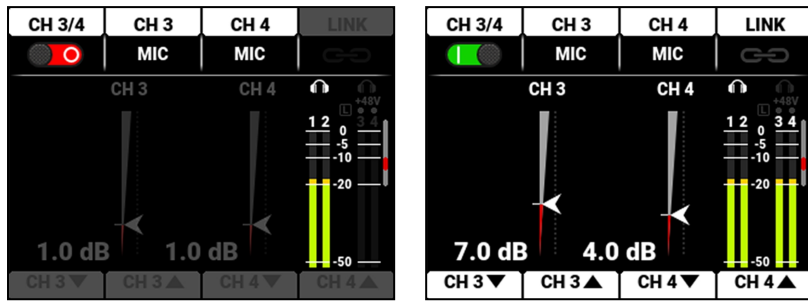 CH 3/4 CH 3 CH 4 LINK
MIC MIC
CH 3 CH 4
+48V
L
1 2 3 4
0
-5
-10
-20
1.0 dB 1.0 dB
-50
CH 3▼ CH 3▲ CH 4▼ CH 4▲
CH 3/4 CH 3 CH 4 LINK
MIC MIC
CH 3 CH 4
+48V
L
1 2 3 4
0
-5
-10
-20
7.0 dB 4.0 dB
-50
CH 3▼ CH 3▲ CH 4▼ CH 4▲